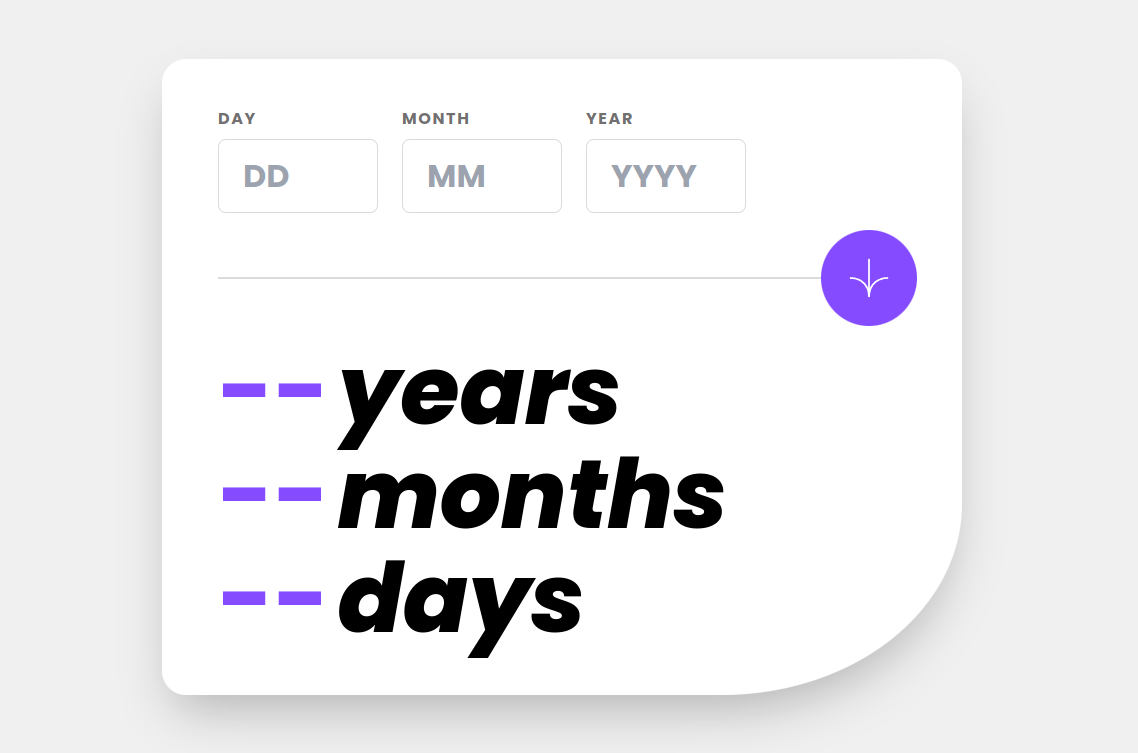 DAY MONTH YEAR
DD MM YYYY
-- years
-- months
-- days